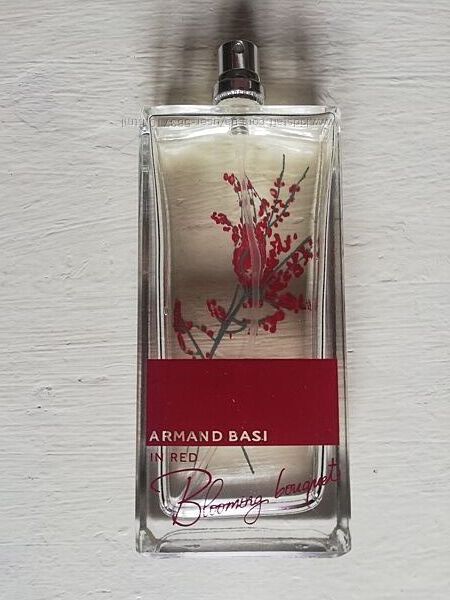 ARMAND BASI
IN RED
Blooming bouquet